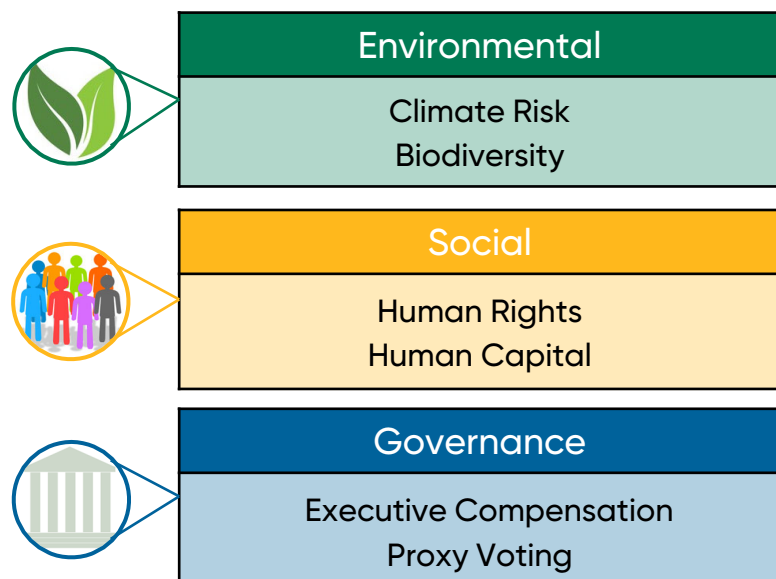 Environmental
Climate Risk
Biodiversity
Social
Human Rights
Human Capital
Governance
Executive Compensation
Proxy Voting